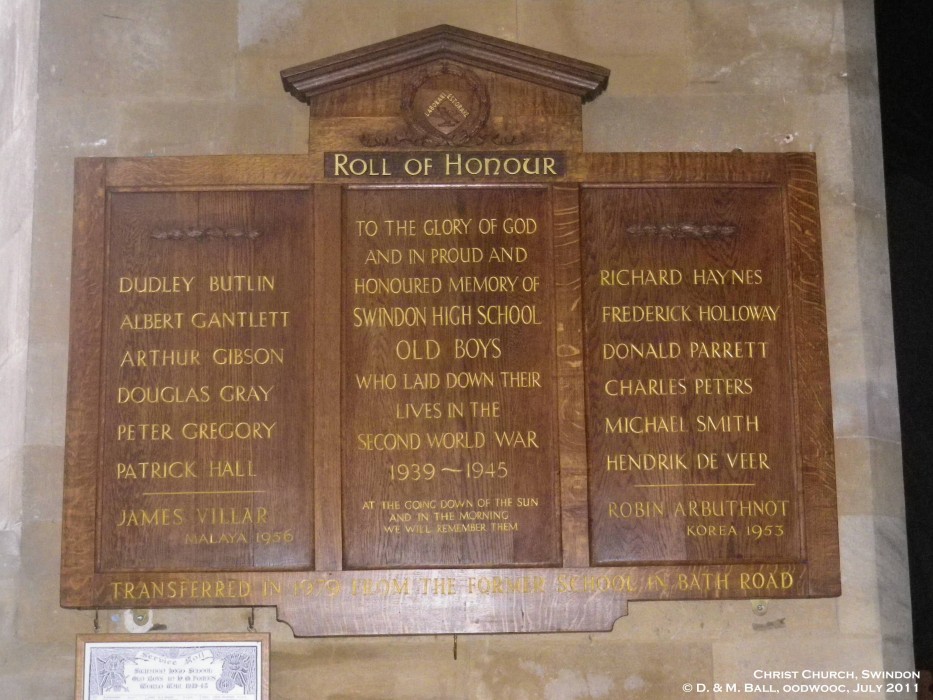 ROLL OF HONOUR
DUDLEY BUTLIN
ALBERT GANTLETT
ARTHUR GIBSON
DOUGLAS GRAY
PETER GREGORY
PATRICK HALL
JAMES VILLAR
MALAYA 1956
TO THE GLORY OF GOD
AND IN PROUD AND
HONOURED MEMORY OF
SWINDON HIGH SCHOOL
OLD BOYS
WHO LAID DOWN THEIR
LIVES IN THE
SECOND WORLD WAR
1939~1945
AT THE GOING DOWN OF THE SUN
AND IN THE MORNING
WE WILL REMEMBER THEM
RICHARD HAYNES
FREDERICK HOLLOWAY
DONALD PARRETT
CHARLES PETERS
MICHAEL SMITH
HENDRIK DE VEER
ROBIN ARBUTHNOT
KOREA 1953
TRANSFERRED IN 1979 FROM THE FORMER SCHOOL IN BATH ROAD
Service Roll
CHRIST CHURCH, SWINDON
© D. & M. BALL, ODWOOC, JULY 2011